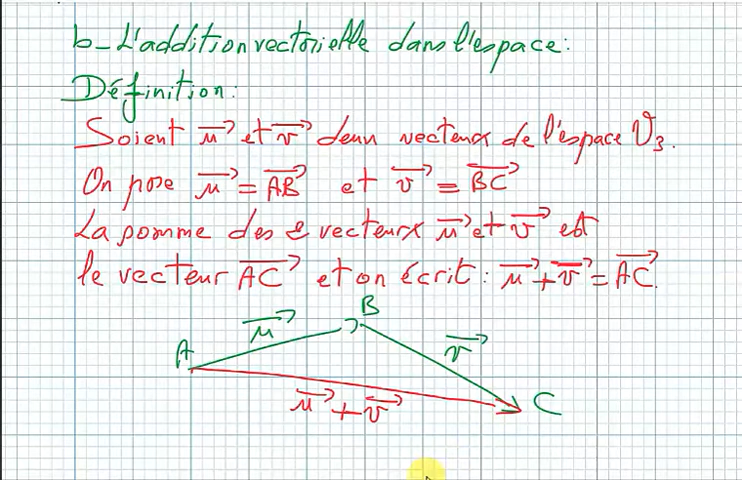 b- L'addition vectorielle dans l'espace:
Définition:
Soient u⃗ et v⃗ deux vecteurs de l'espace V₃.
On pose u⃗ = AB⃗ et v⃗ = BC⃗
La somme des 2 vecteurs u⃗ et v⃗ est
le vecteur AC⃗ et on écrit: u⃗ + v⃗ = AC⃗.
B
u⃗
A
v⃗
u⃗ + v⃗
C